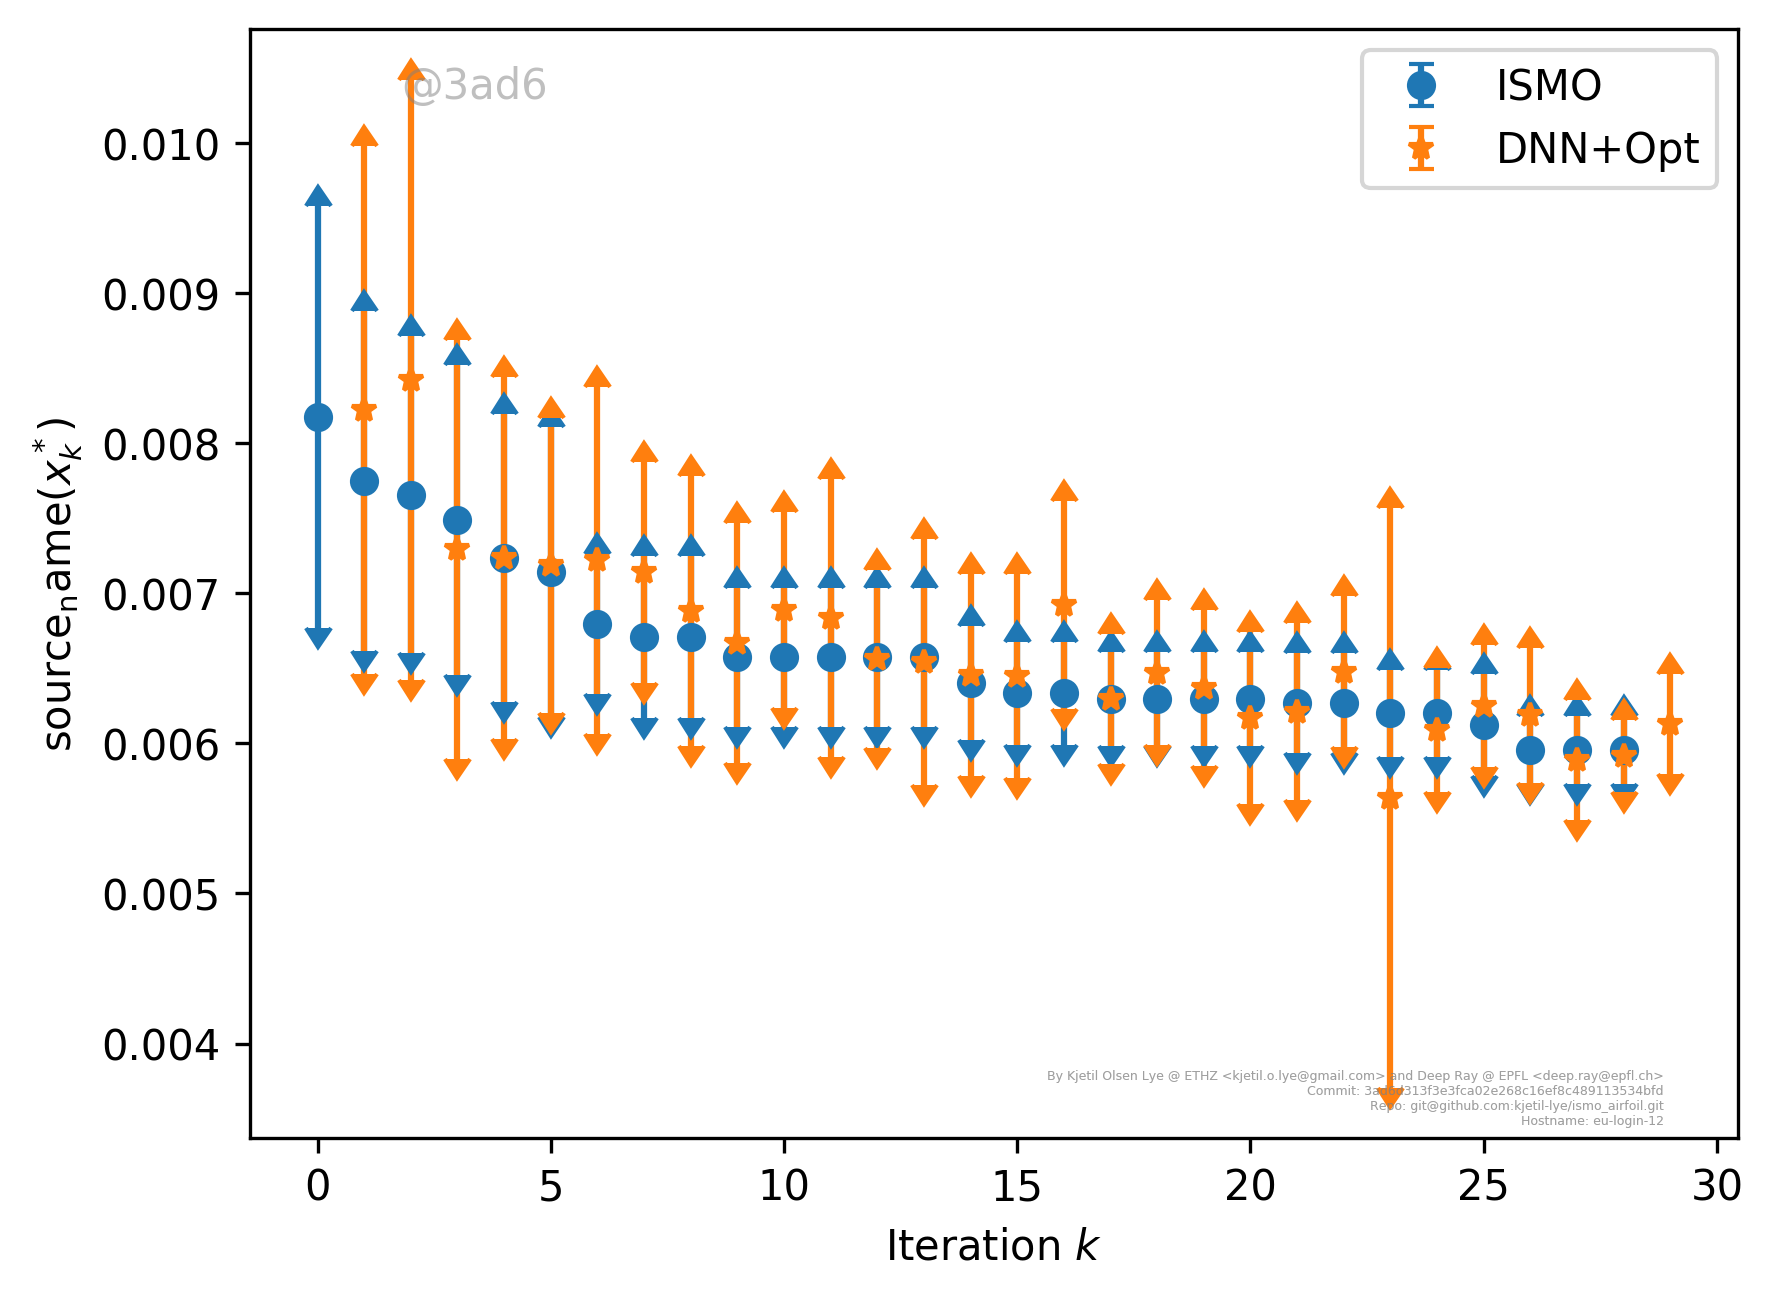 @3ad6
ISMO
DNN+Opt
0.010
0.009
0.008
0.007
0.006
0.005
0.004
source_name(x_k^*)
0 5 10 15 20 25 30
Iteration k
By Kjetil Olsen Lye @ ETHZ <kjetil.o.lye@gmail.com> and Deep Ray @ EPFL <deep.ray@epfl.ch>
Commit: 3ad6d313f3e3fca02e268c16ef8c489113534bfd
Repo: git@github.com:kjetil-lye/ismo_airfoil.git
Hostname: eu-login-12